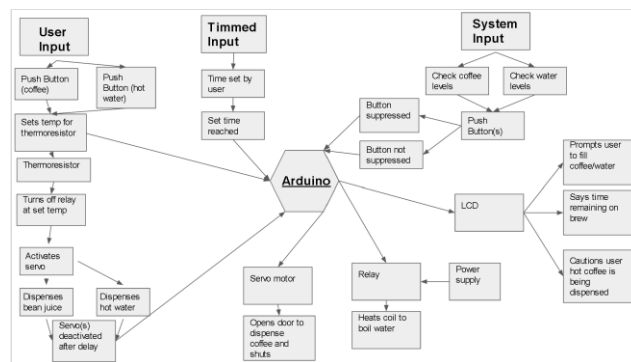 User
Input
Push Button
(coffee)
Push
Button (hot
water)
Sets temp for
thermoresistor
Thermoresistor
Turns off relay
at set temp
Activates
servo
Dispenses
bean juice
Dispenses
hot water
Servo(s)
deactivated
after delay
Timmed
Input
Time set by
user
Set time
reached
System
Input
Check coffee
levels
Check water
levels
Push
Button(s)
Button
suppressed
Button not
suppressed
Arduino
Servo motor
Opens door to
dispense
coffee and
shuts
Relay
Heats coil to
boil water
Power
supply
LCD
Prompts user
to fill
coffee/water
Says time
remaining on
brew
Cautions user
hot coffee is
being dispensed